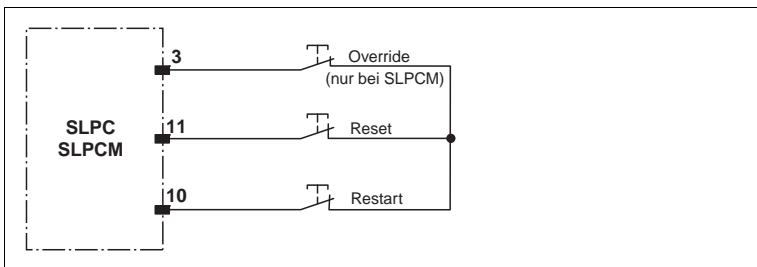 3
Override
(nur bei SLPCM)
SLPC
SLPCM
11
Reset
10
Restart